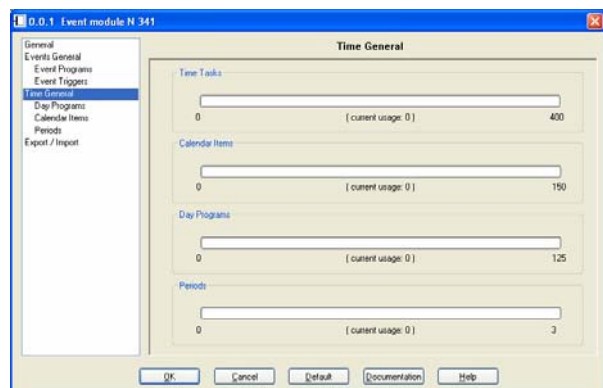 0.0.1 Event module N 341
General
Events General
Event Programs
Event Triggers
Time General
Day Programs
Calendar Items
Periods
Export / Import
Time General
Time Tasks
0 ( current usage: 0 ) 400
Calendar Items
0 ( current usage: 0 ) 150
Day Programs
0 ( current usage: 0 ) 125
Periods
0 ( current usage: 0 ) 3
OK Cancel Default Documentation Help